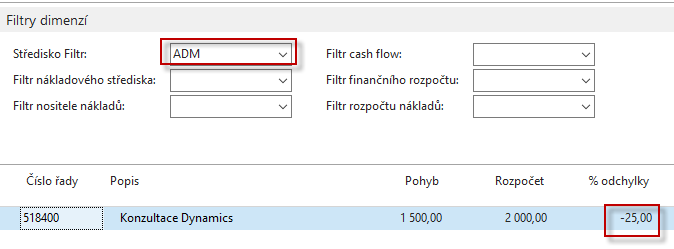 Filtry dimenzí
Středisko Filtr: ADM Filtr cash flow:
Filtr nákladového střediska: Filtr finančního rozpočtu:
Filtr nositele nákladů: Filtr rozpočtu nákladů:
Číslo řady Popis Pohyb Rozpočet % odchylky
518400 Konzultace Dynamics 1 500,00 2 000,00 -25,00